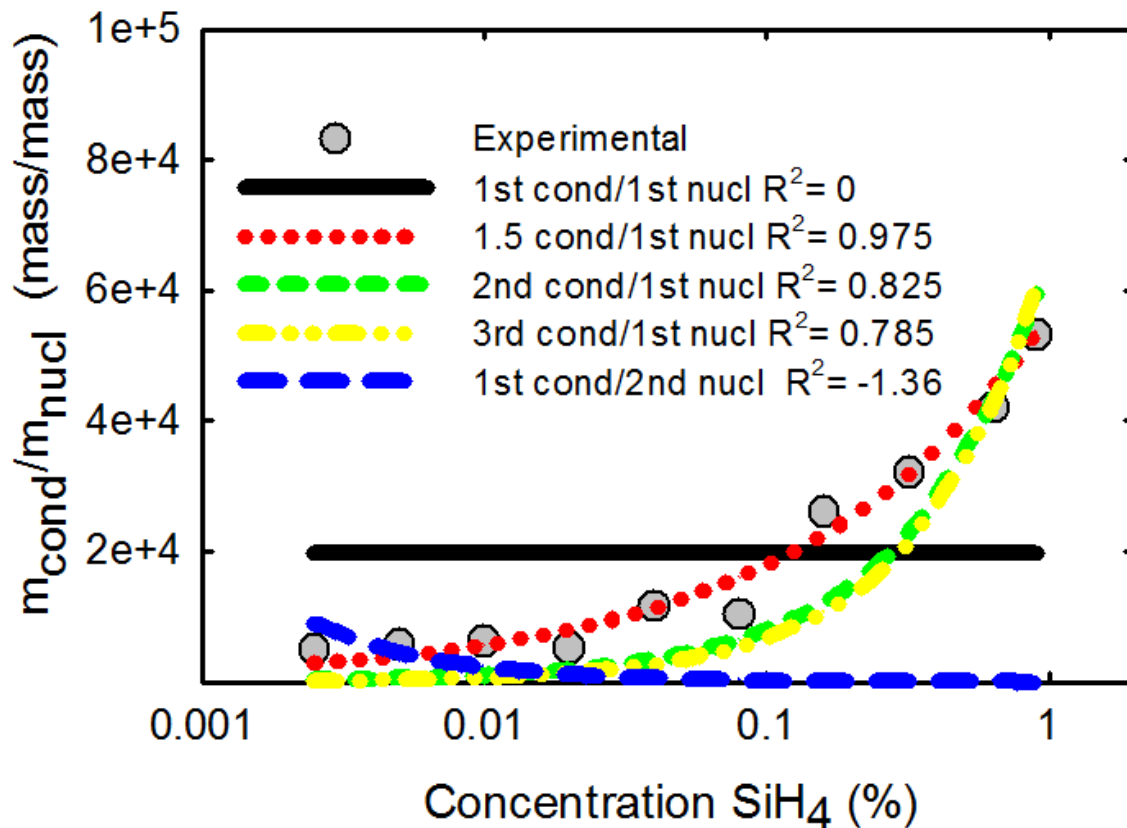 1e+5
8e+4
6e+4
4e+4
2e+4
0
m_cond/m_nucl (mass/mass)
Experimental
1st cond/1st nucl R²= 0
1.5 cond/1st nucl R²= 0.975
2nd cond/1st nucl R²= 0.825
3rd cond/1st nucl R²= 0.785
1st cond/2nd nucl R²= -1.36
0.001 0.01 0.1 1
Concentration SiH₄ (%)